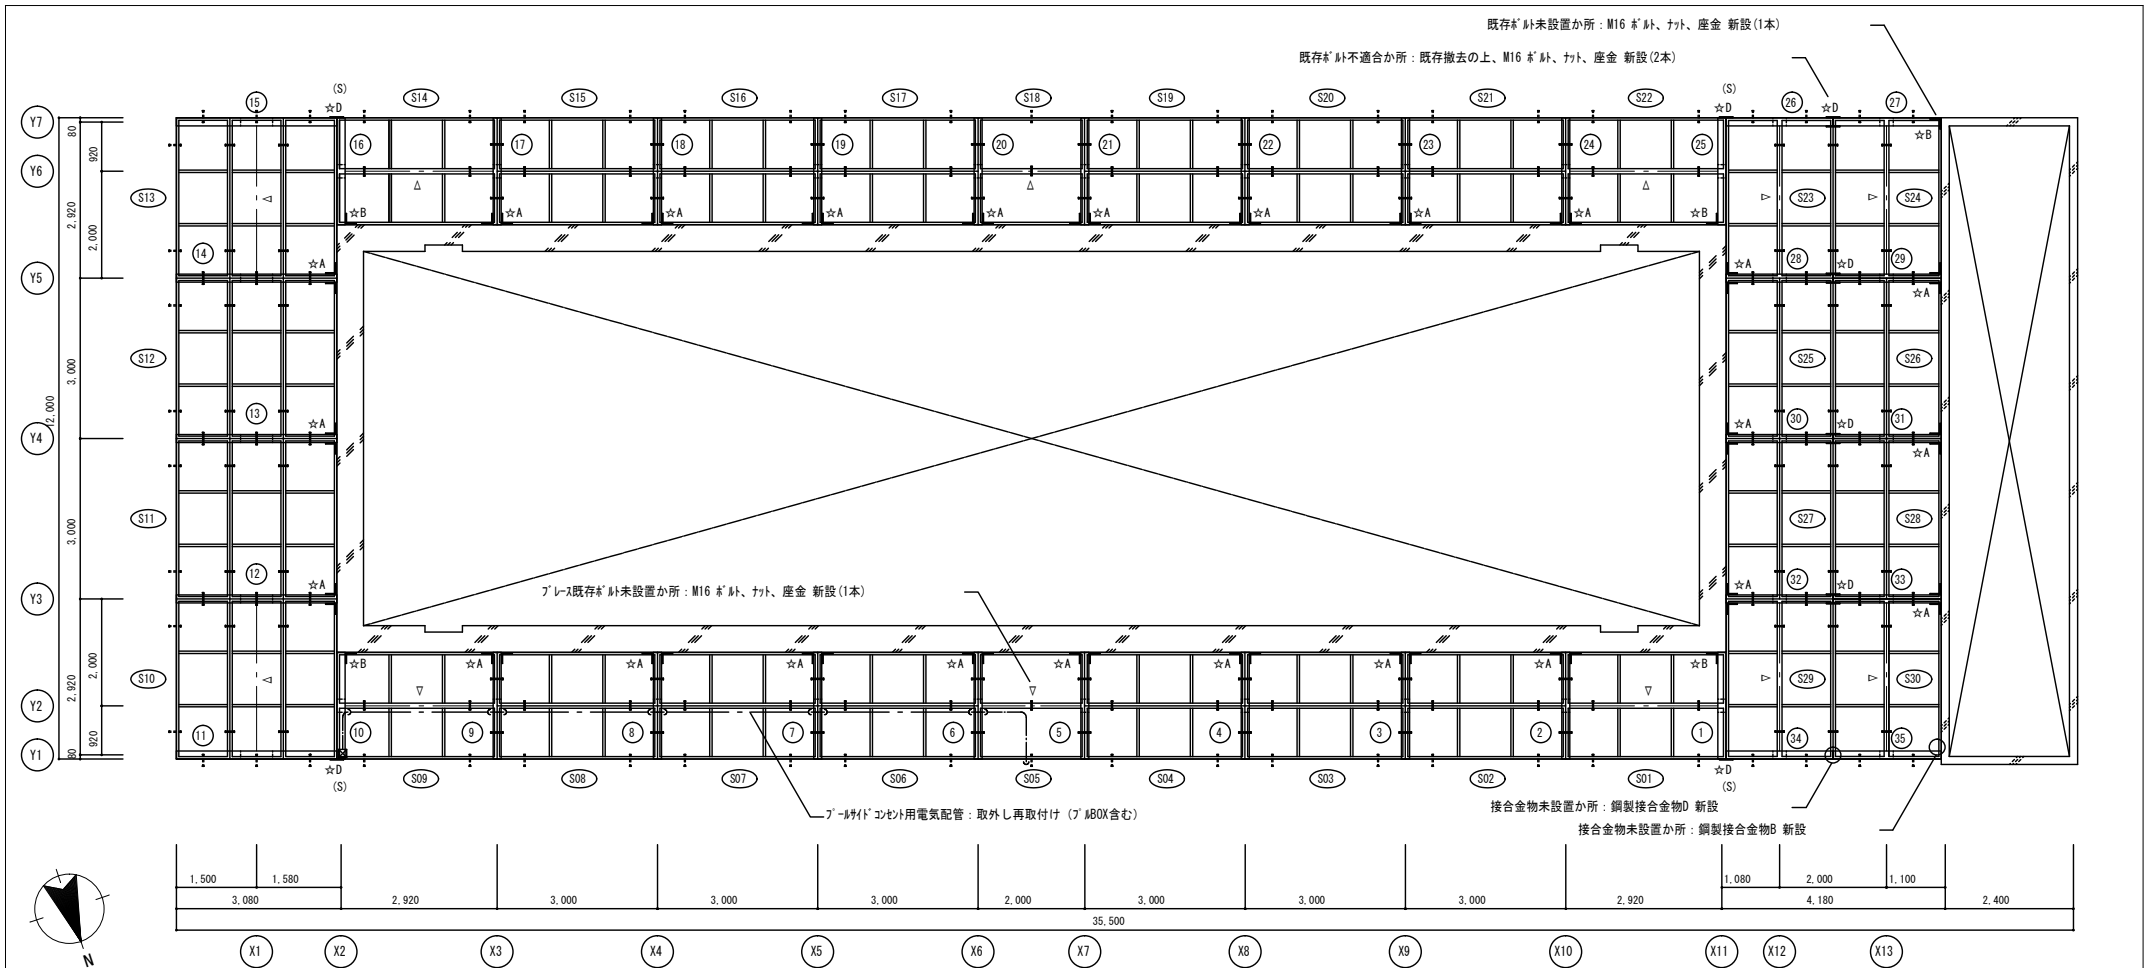 既存ボルト未設置か所：M16 ボルト、ナット、座金 新設(1本)
既存ボルト不適合か所：既存撤去の上、M16 ボルト、ナット、座金 新設(2本)
(S) S14 S15 S16 S17 S18 S19 S20 S21 S22 (S)
15 ☆D ☆D 26 ☆D 27
Y7 80
16 17 18 19 20 21 22 23 24 25 ☆B
920
Y6
S13 2,920 2,000 S23 S24
☆B ☆A ☆A ☆A ☆A ☆A ☆A ☆A ☆A ☆B
14 ☆A ☆A 28 ☆D 29
Y5
☆A
S12 3,000 S25 S26
12,000
13 ☆A ☆A 30 ☆D 31
Y4
☆A
S11 3,000 S27 S28
12 ☆A ☆A 32 ☆D 33
Y3
ブレース既存ボルト未設置か所：M16 ボルト、ナット、座金 新設(1本)
☆A
☆B ☆A ☆A ☆A ☆A ☆A ☆A ☆A ☆A ☆B
S10 2,920 2,000 S29 S30
Y2
11 10 9 8 7 6 5 4 3 2 1 34 35
920
Y1 80
☆D ☆D
(S) S09 S08 S07 S06 S05 S04 S03 S02 S01 (S)
接合金物未設置か所：鋼製接合金物D 新設
プールサイドコンセント用電気配管：取外し再取付け（プルBOX含む）
接合金物未設置か所：鋼製接合金物B 新設
1,500 1,580 1,080 2,000 1,100
3,080 2,920 3,000 3,000 3,000 2,000 3,000 3,000 3,000 2,920 4,180 2,400
35,500
N
X1 X2 X3 X4 X5 X6 X7 X8 X9 X10 X11 X12 X13